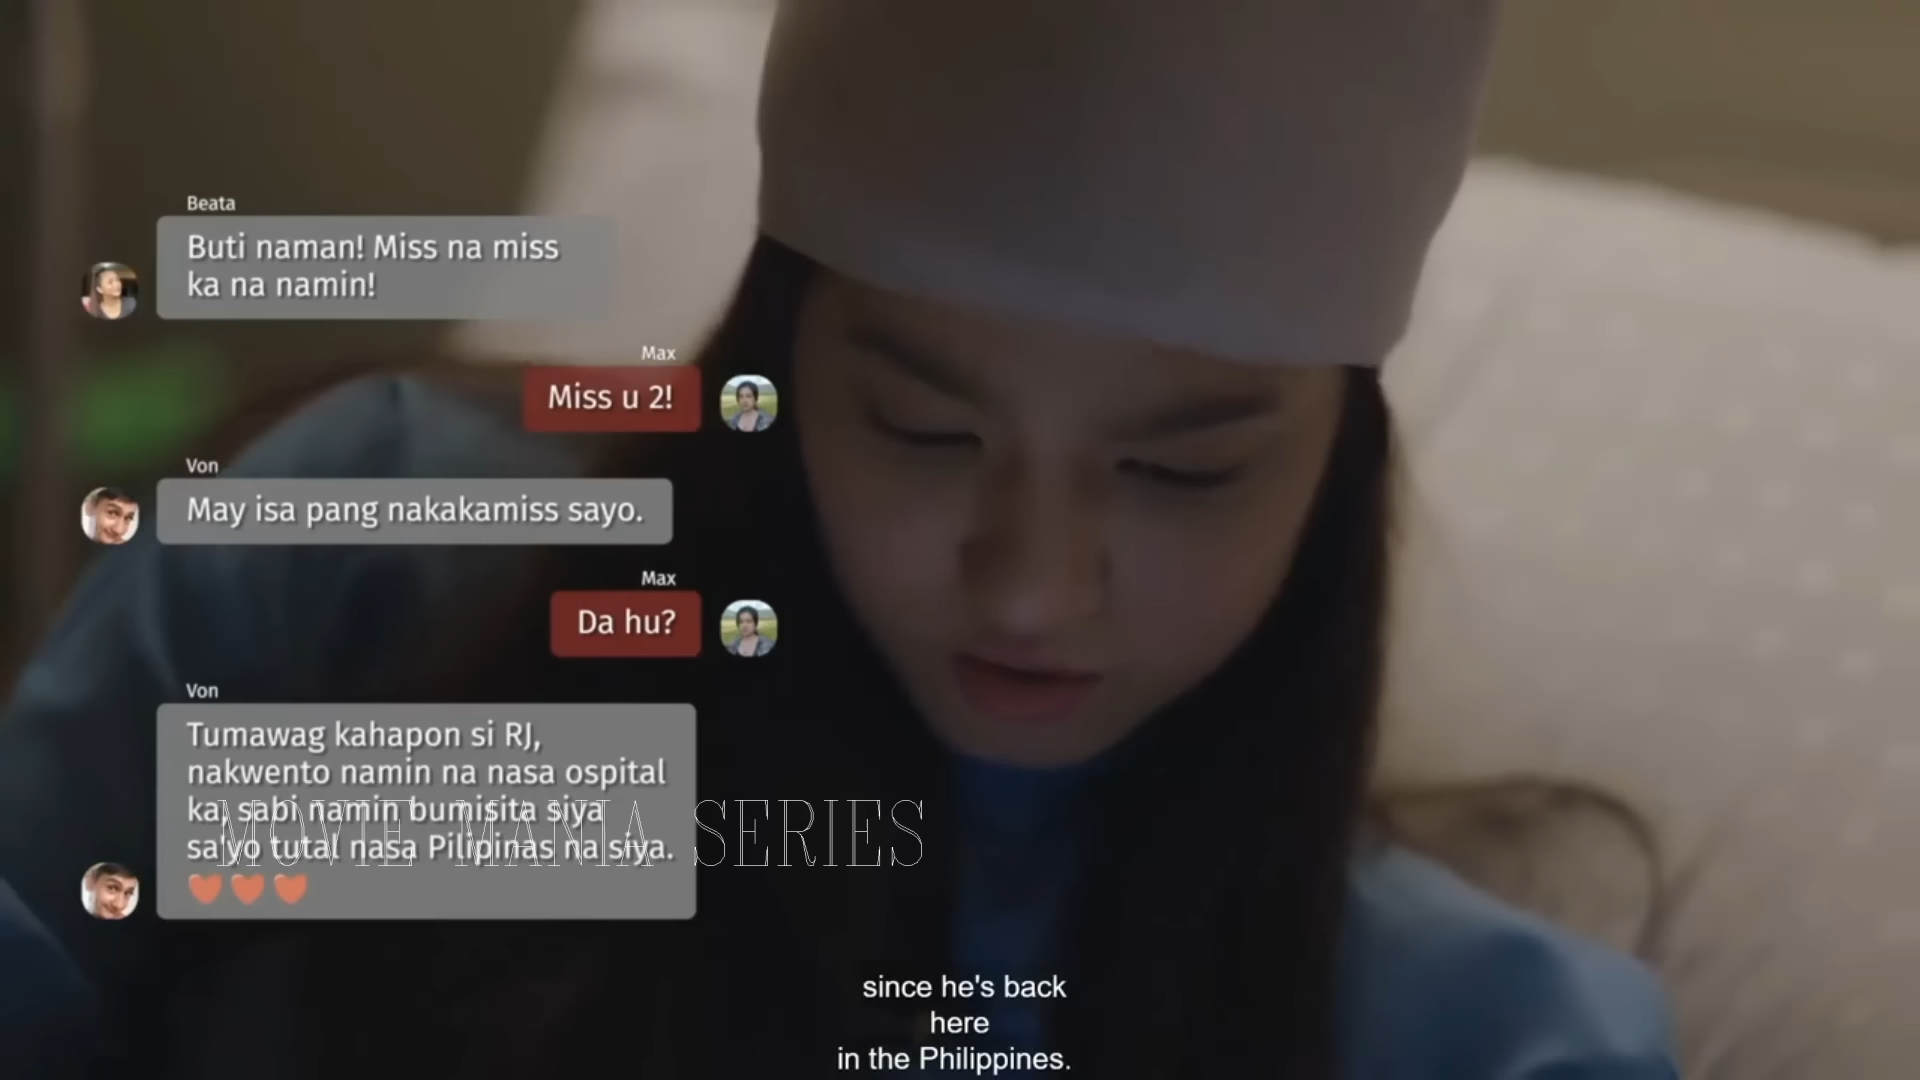 Beata
Buti naman! Miss na miss
ka na namin!
Max
Miss u 2!
Von
May isa pang nakakamiss sayo.
Max
Da hu?
Von
Tumawag kahapon si RJ,
nakwento namin na nasa ospital
ka, sabi namin bumisita siya
sa'yo tutal nasa Pilipinas na siya.
MOVIE MANIA SERIES
since he's back
here
in the Philippines.